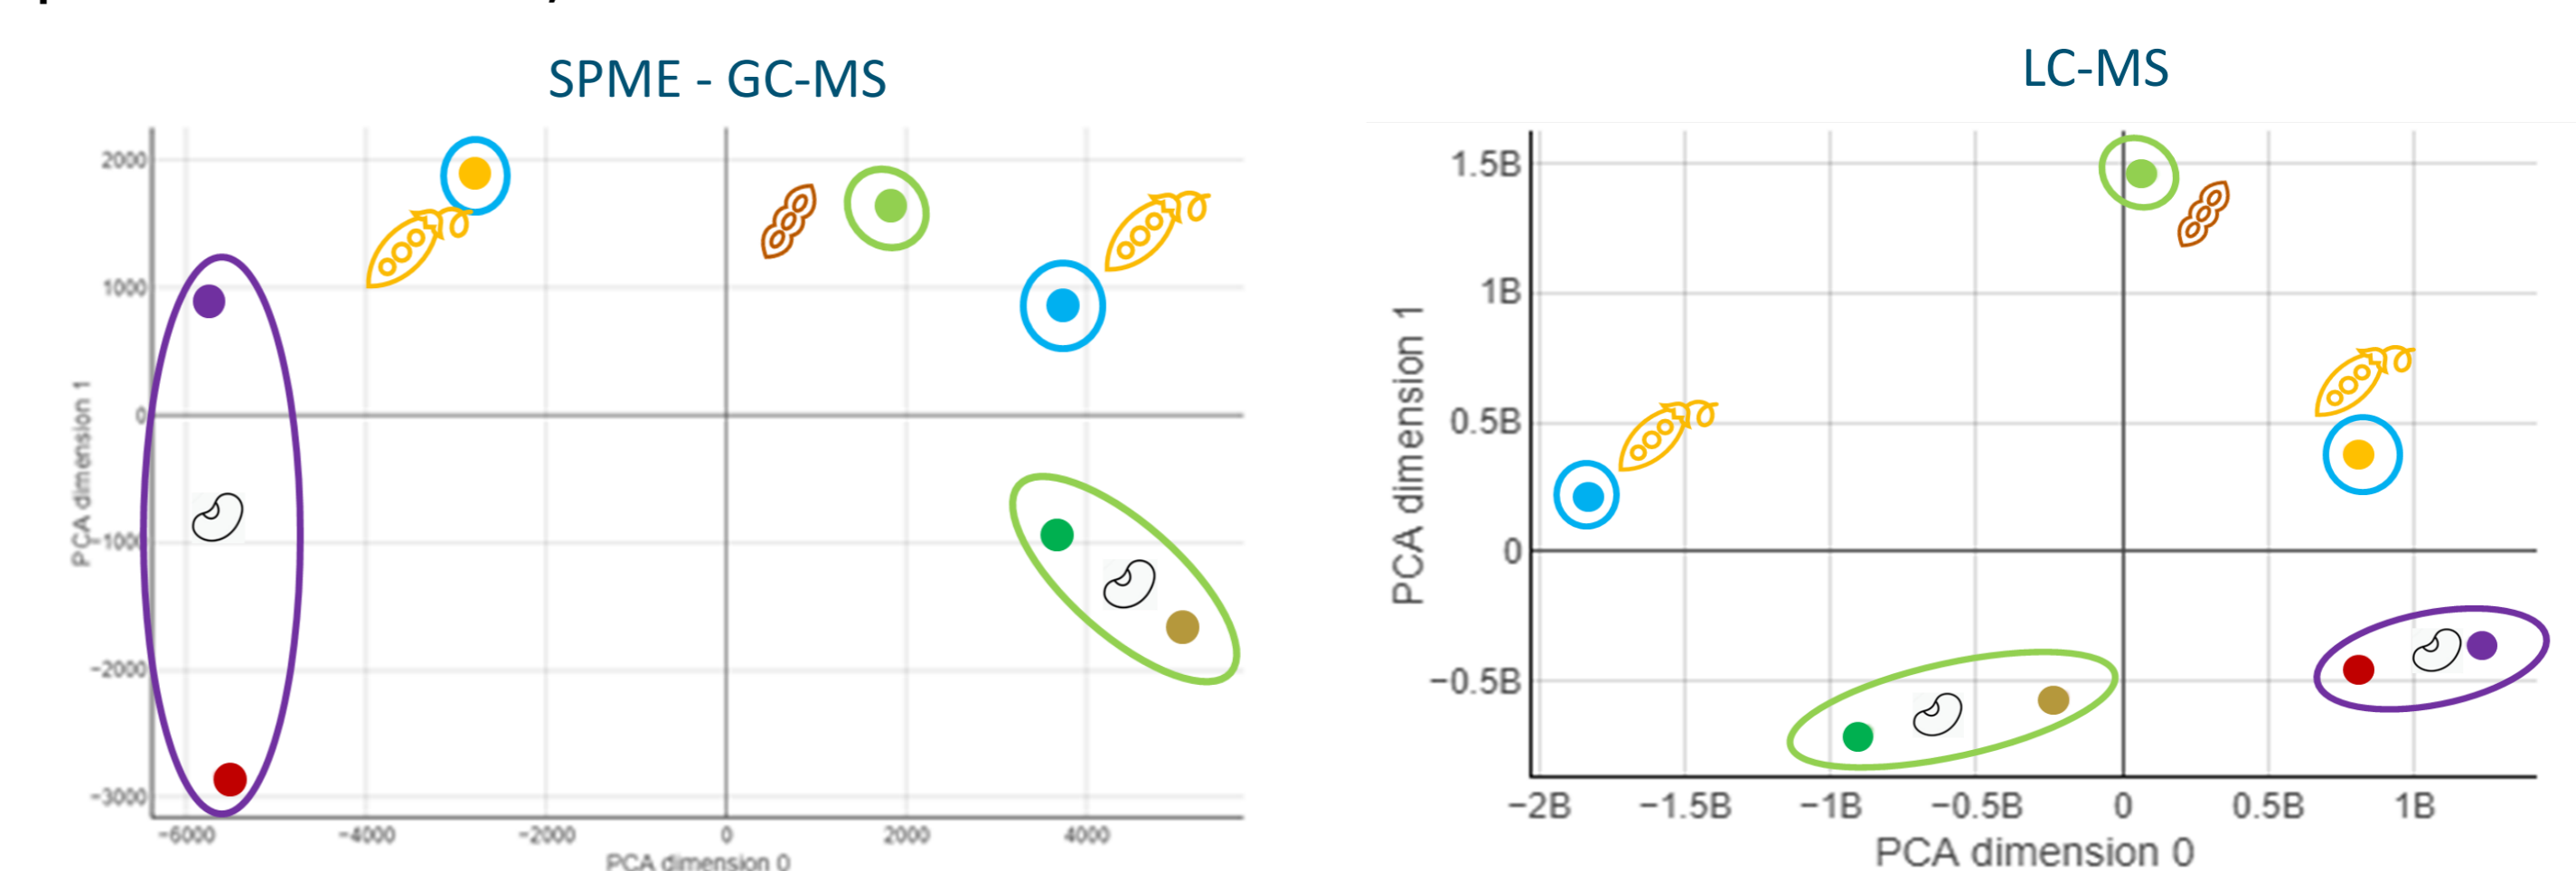 SPME - GC-MS
2000
1000
0
−1000
−2000
−3000
PCA dimension 1
−6000 −4000 −2000 0 2000 4000
PCA dimension 0
LC-MS
1.5B
1B
0.5B
0
−0.5B
PCA dimension 1
−2B −1.5B −1B −0.5B 0 0.5B 1B
PCA dimension 0